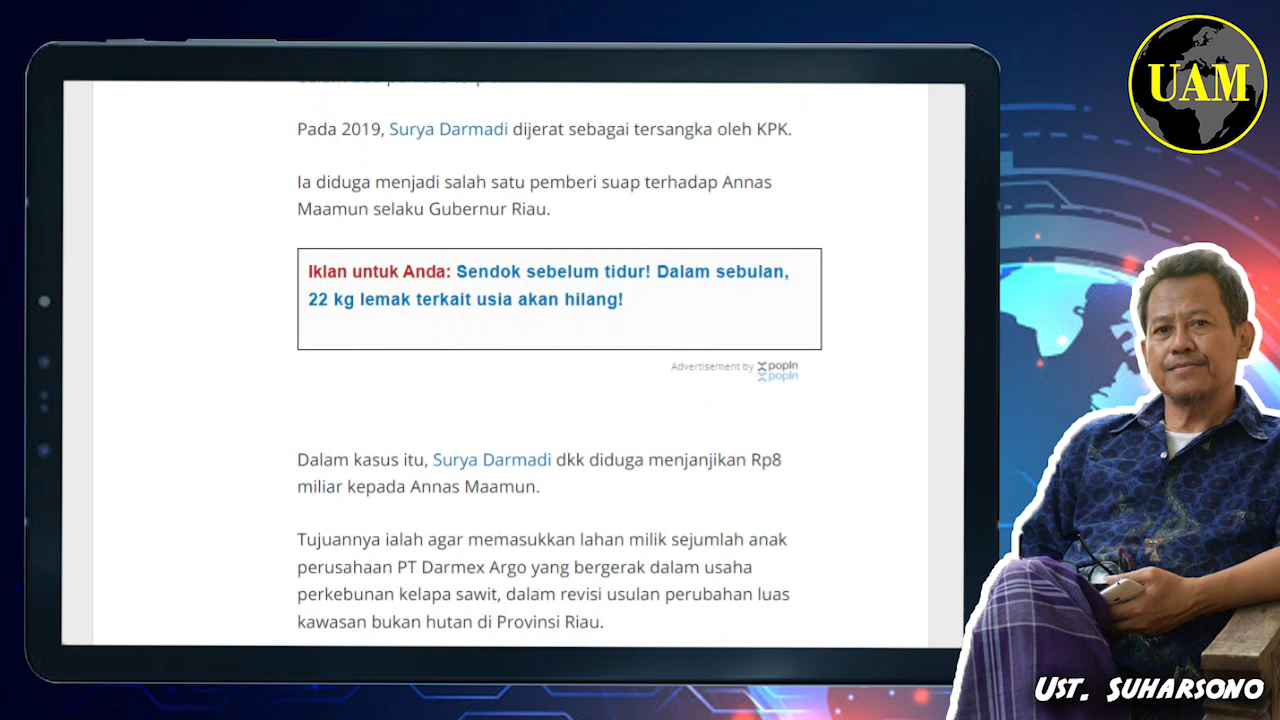 UAM
Pada 2019, Surya Darmadi dijerat sebagai tersangka oleh KPK.
Ia diduga menjadi salah satu pemberi suap terhadap Annas
Maamun selaku Gubernur Riau.
Iklan untuk Anda: Sendok sebelum tidur! Dalam sebulan,
22 kg lemak terkait usia akan hilang!
Advertisement by popIn
popIn
Dalam kasus itu, Surya Darmadi dkk diduga menjanjikan Rp8
miliar kepada Annas Maamun.
Tujuannya ialah agar memasukkan lahan milik sejumlah anak
perusahaan PT Darmex Argo yang bergerak dalam usaha
perkebunan kelapa sawit, dalam revisi usulan perubahan luas
kawasan bukan hutan di Provinsi Riau.
UST. SUHARSONO